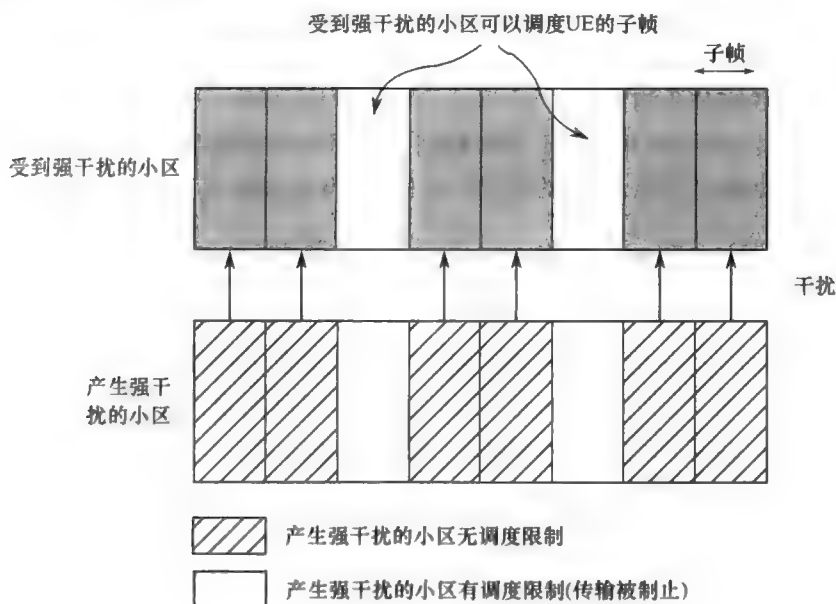 受到强干扰的小区可以调度UE的子帧
子帧
受到强干扰的小区
干扰
产生强干
扰的小区
产生强干扰的小区无调度限制
产生强干扰的小区有调度限制(传输被制止)